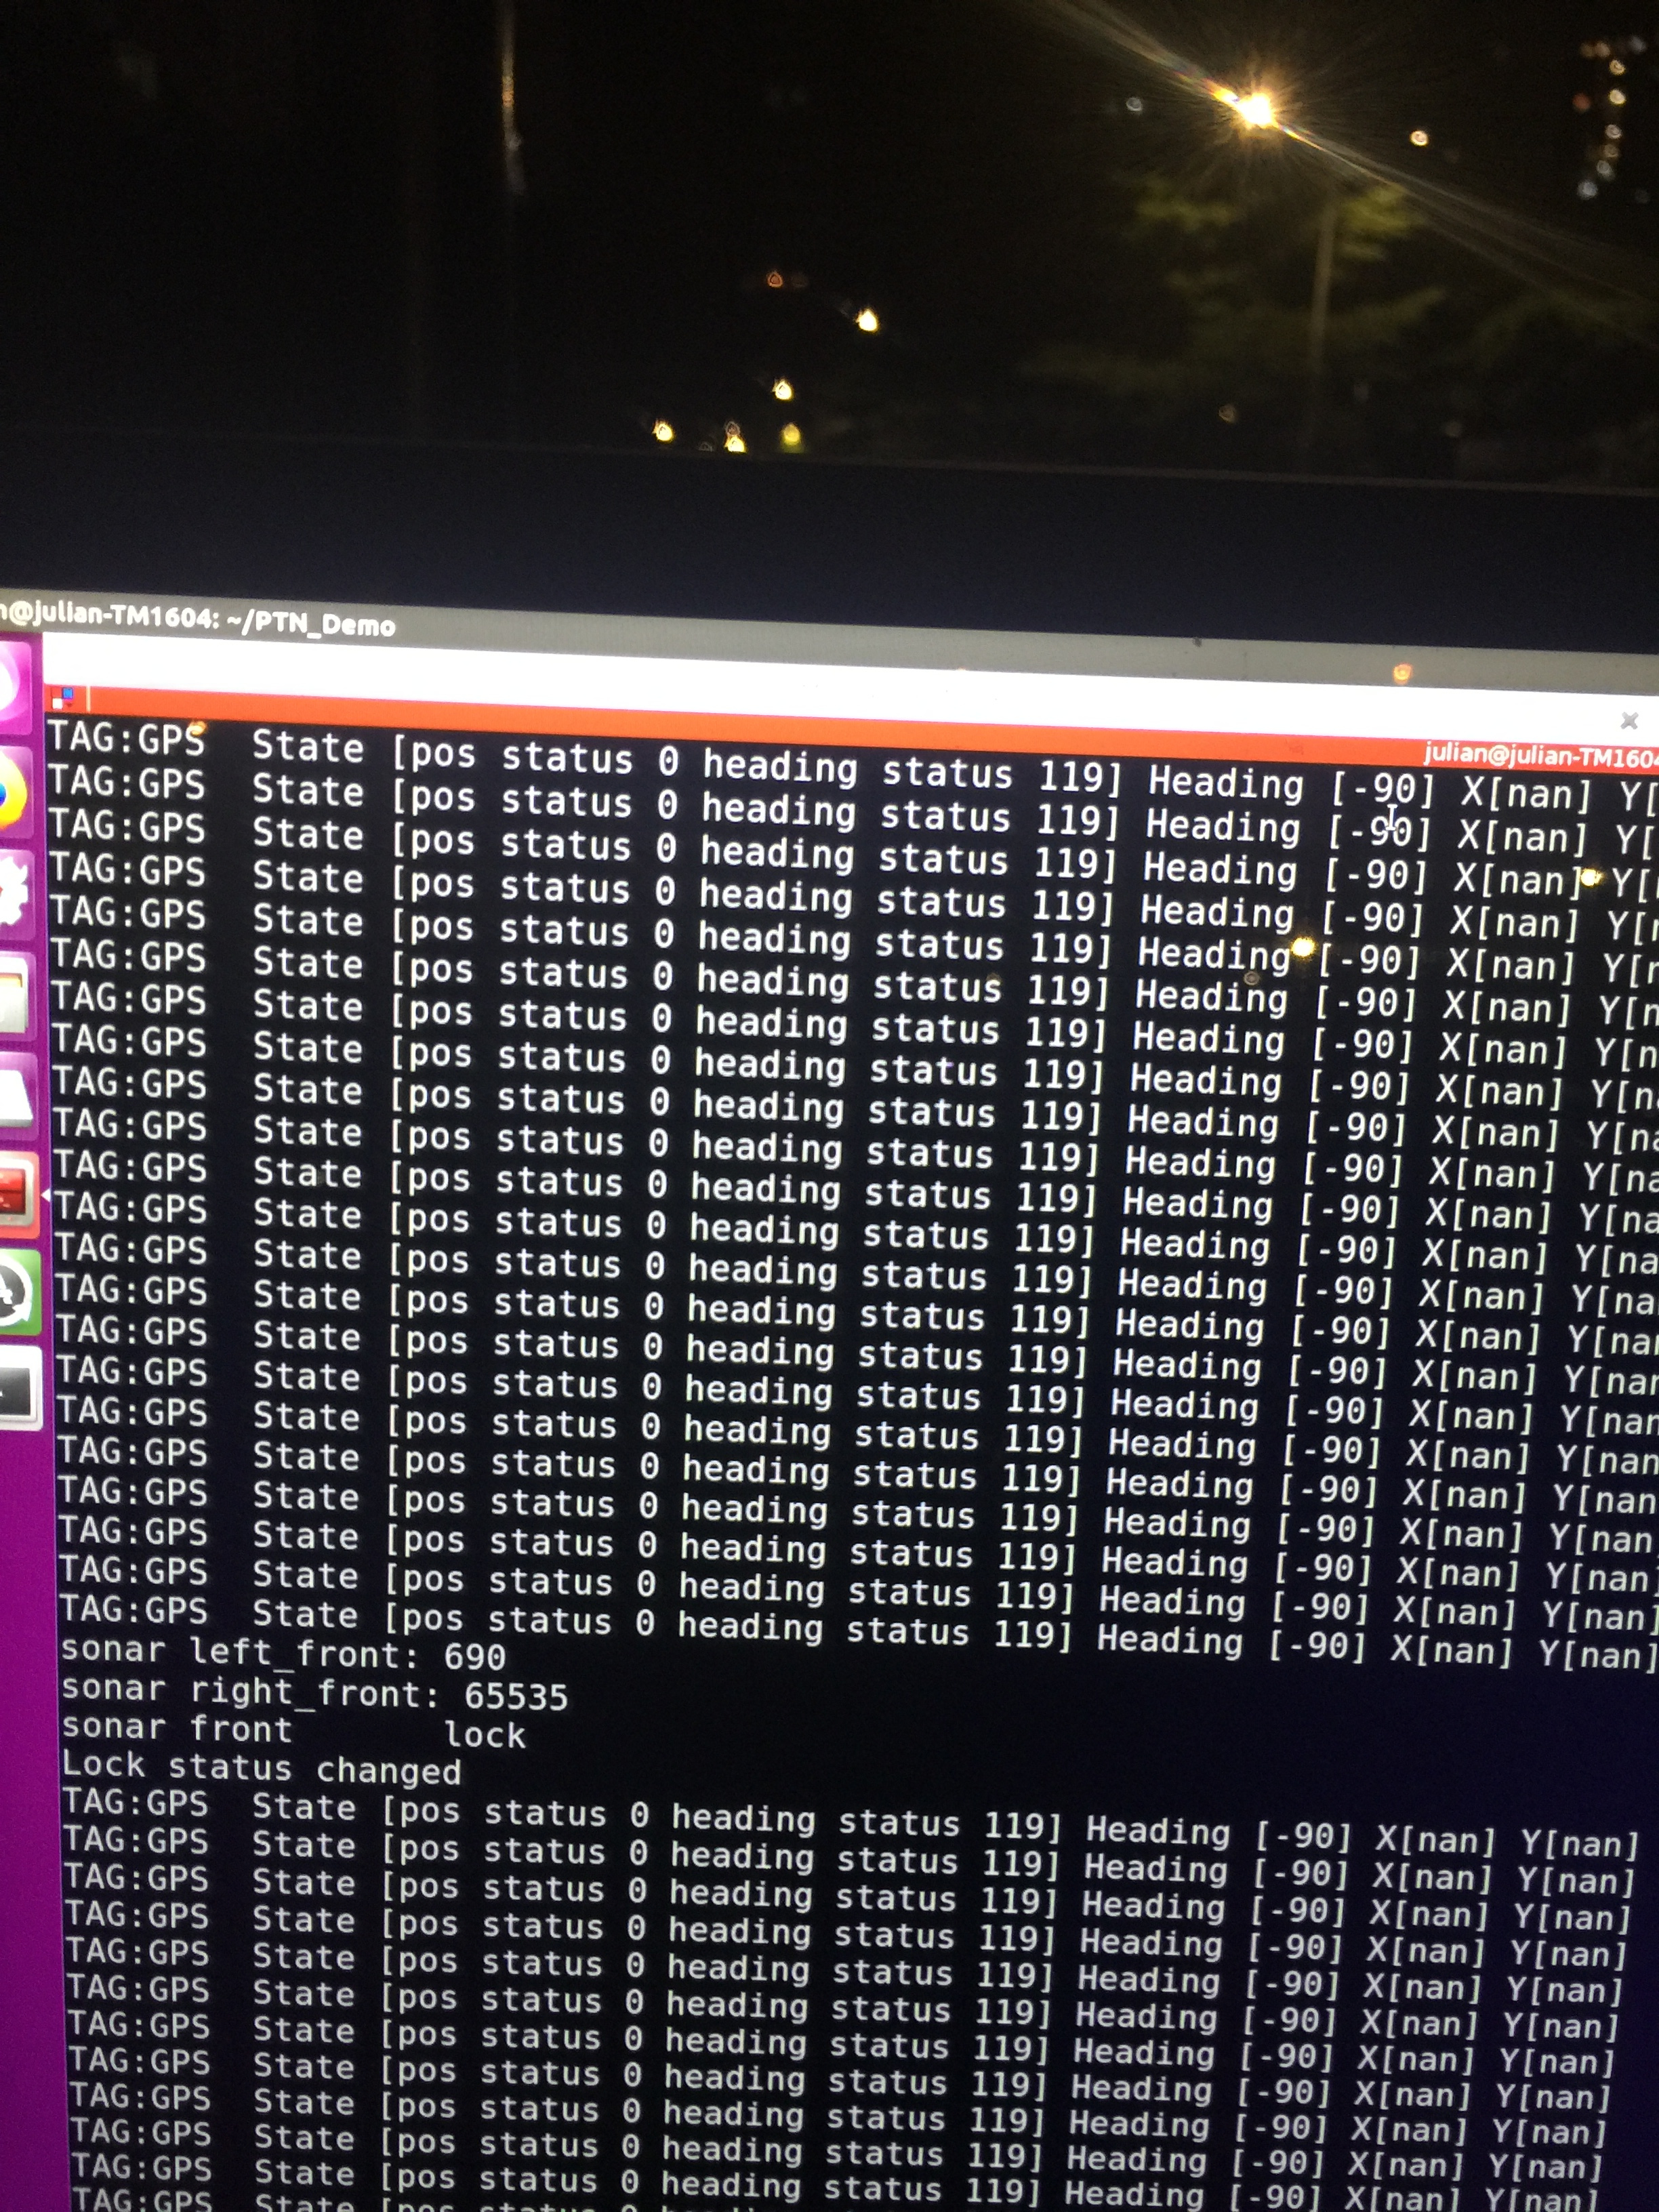 n@julian-TM1604: ~/PTN_Demo
julian@julian-TM1604
TAG:GPS  State [pos status 0 heading status 119] Heading [-90] X[nan] Y[
TAG:GPS  State [pos status 0 heading status 119] Heading [-90] X[nan] Y[
TAG:GPS  State [pos status 0 heading status 119] Heading [-90] X[nan] Y[
TAG:GPS  State [pos status 0 heading status 119] Heading [-90] X[nan] Y[n
TAG:GPS  State [pos status 0 heading status 119] Heading [-90] X[nan] Y[n
TAG:GPS  State [pos status 0 heading status 119] Heading [-90] X[nan] Y[n
TAG:GPS  State [pos status 0 heading status 119] Heading [-90] X[nan] Y[n
TAG:GPS  State [pos status 0 heading status 119] Heading [-90] X[nan] Y[na
TAG:GPS  State [pos status 0 heading status 119] Heading [-90] X[nan] Y[na
TAG:GPS  State [pos status 0 heading status 119] Heading [-90] X[nan] Y[na
TAG:GPS  State [pos status 0 heading status 119] Heading [-90] X[nan] Y[na
TAG:GPS  State [pos status 0 heading status 119] Heading [-90] X[nan] Y[na
TAG:GPS  State [pos status 0 heading status 119] Heading [-90] X[nan] Y[na
TAG:GPS  State [pos status 0 heading status 119] Heading [-90] X[nan] Y[nan
TAG:GPS  State [pos status 0 heading status 119] Heading [-90] X[nan] Y[nan
TAG:GPS  State [pos status 0 heading status 119] Heading [-90] X[nan] Y[nan
TAG:GPS  State [pos status 0 heading status 119] Heading [-90] X[nan] Y[nan
TAG:GPS  State [pos status 0 heading status 119] Heading [-90] X[nan] Y[nan
TAG:GPS  State [pos status 0 heading status 119] Heading [-90] X[nan] Y[nan
TAG:GPS  State [pos status 0 heading status 119] Heading [-90] X[nan] Y[nan]
TAG:GPS  State [pos status 0 heading status 119] Heading [-90] X[nan] Y[nan]
TAG:GPS  State [pos status 0 heading status 119] Heading [-90] X[nan] Y[nan]
sonar left_front: 690
sonar right_front: 65535
sonar front       lock
Lock status changed
TAG:GPS  State [pos status 0 heading status 119] Heading [-90] X[nan] Y[nan]
TAG:GPS  State [pos status 0 heading status 119] Heading [-90] X[nan] Y[nan]
TAG:GPS  State [pos status 0 heading status 119] Heading [-90] X[nan] Y[nan]
TAG:GPS  State [pos status 0 heading status 119] Heading [-90] X[nan] Y[nan]
TAG:GPS  State [pos status 0 heading status 119] Heading [-90] X[nan] Y[nan]
TAG:GPS  State [pos status 0 heading status 119] Heading [-90] X[nan] Y[nan]
TAG:GPS  State [pos status 0 heading status 119] Heading [-90] X[nan] Y[nan]
TAG:GPS  State [pos status 0 heading status 119] Heading [-90] X[nan] Y[nan]
TAG:GPS  State [pos status 0 heading status 119] Heading [-90] X[nan] Y[nan]
TAG:GPS  State [pos status 0 heading status 119] Heading [-90] X[nan] Y[nan]
TAG:GPS  State [pos status 0 heading status 119] Heading [-90] X[nan] Y[nan]
TAG:GPS  State